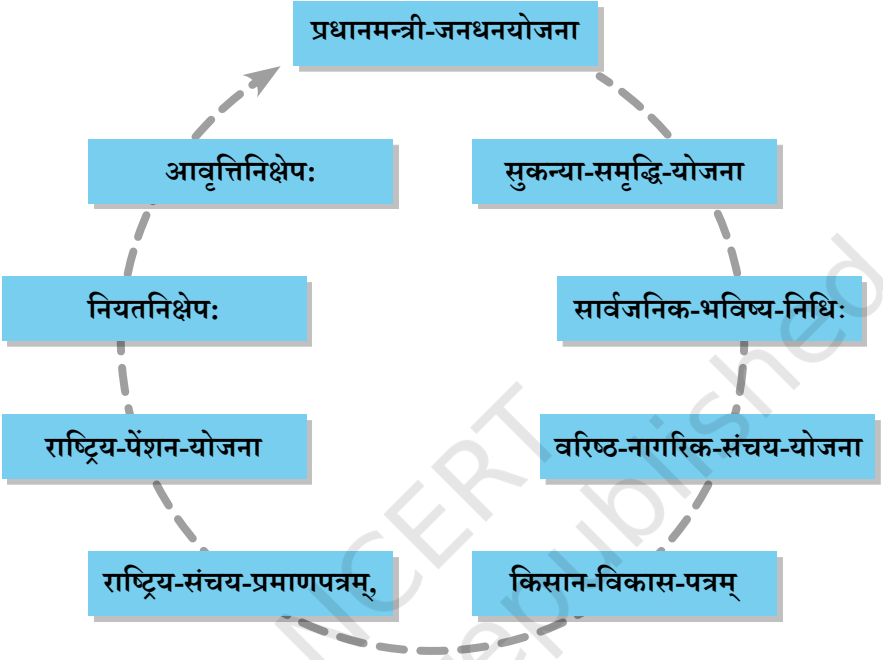 प्रधानमन्त्री-जनधनयोजना
सुकन्या-समृद्धि-योजना
सार्वजनिक-भविष्य-निधिः
वरिष्ठ-नागरिक-संचय-योजना
किसान-विकास-पत्रम्
राष्ट्रिय-संचय-प्रमाणपत्रम्,
राष्ट्रिय-पेंशन-योजना
नियतनिक्षेप:
आवृत्तिनिक्षेप:
NCERT
republished